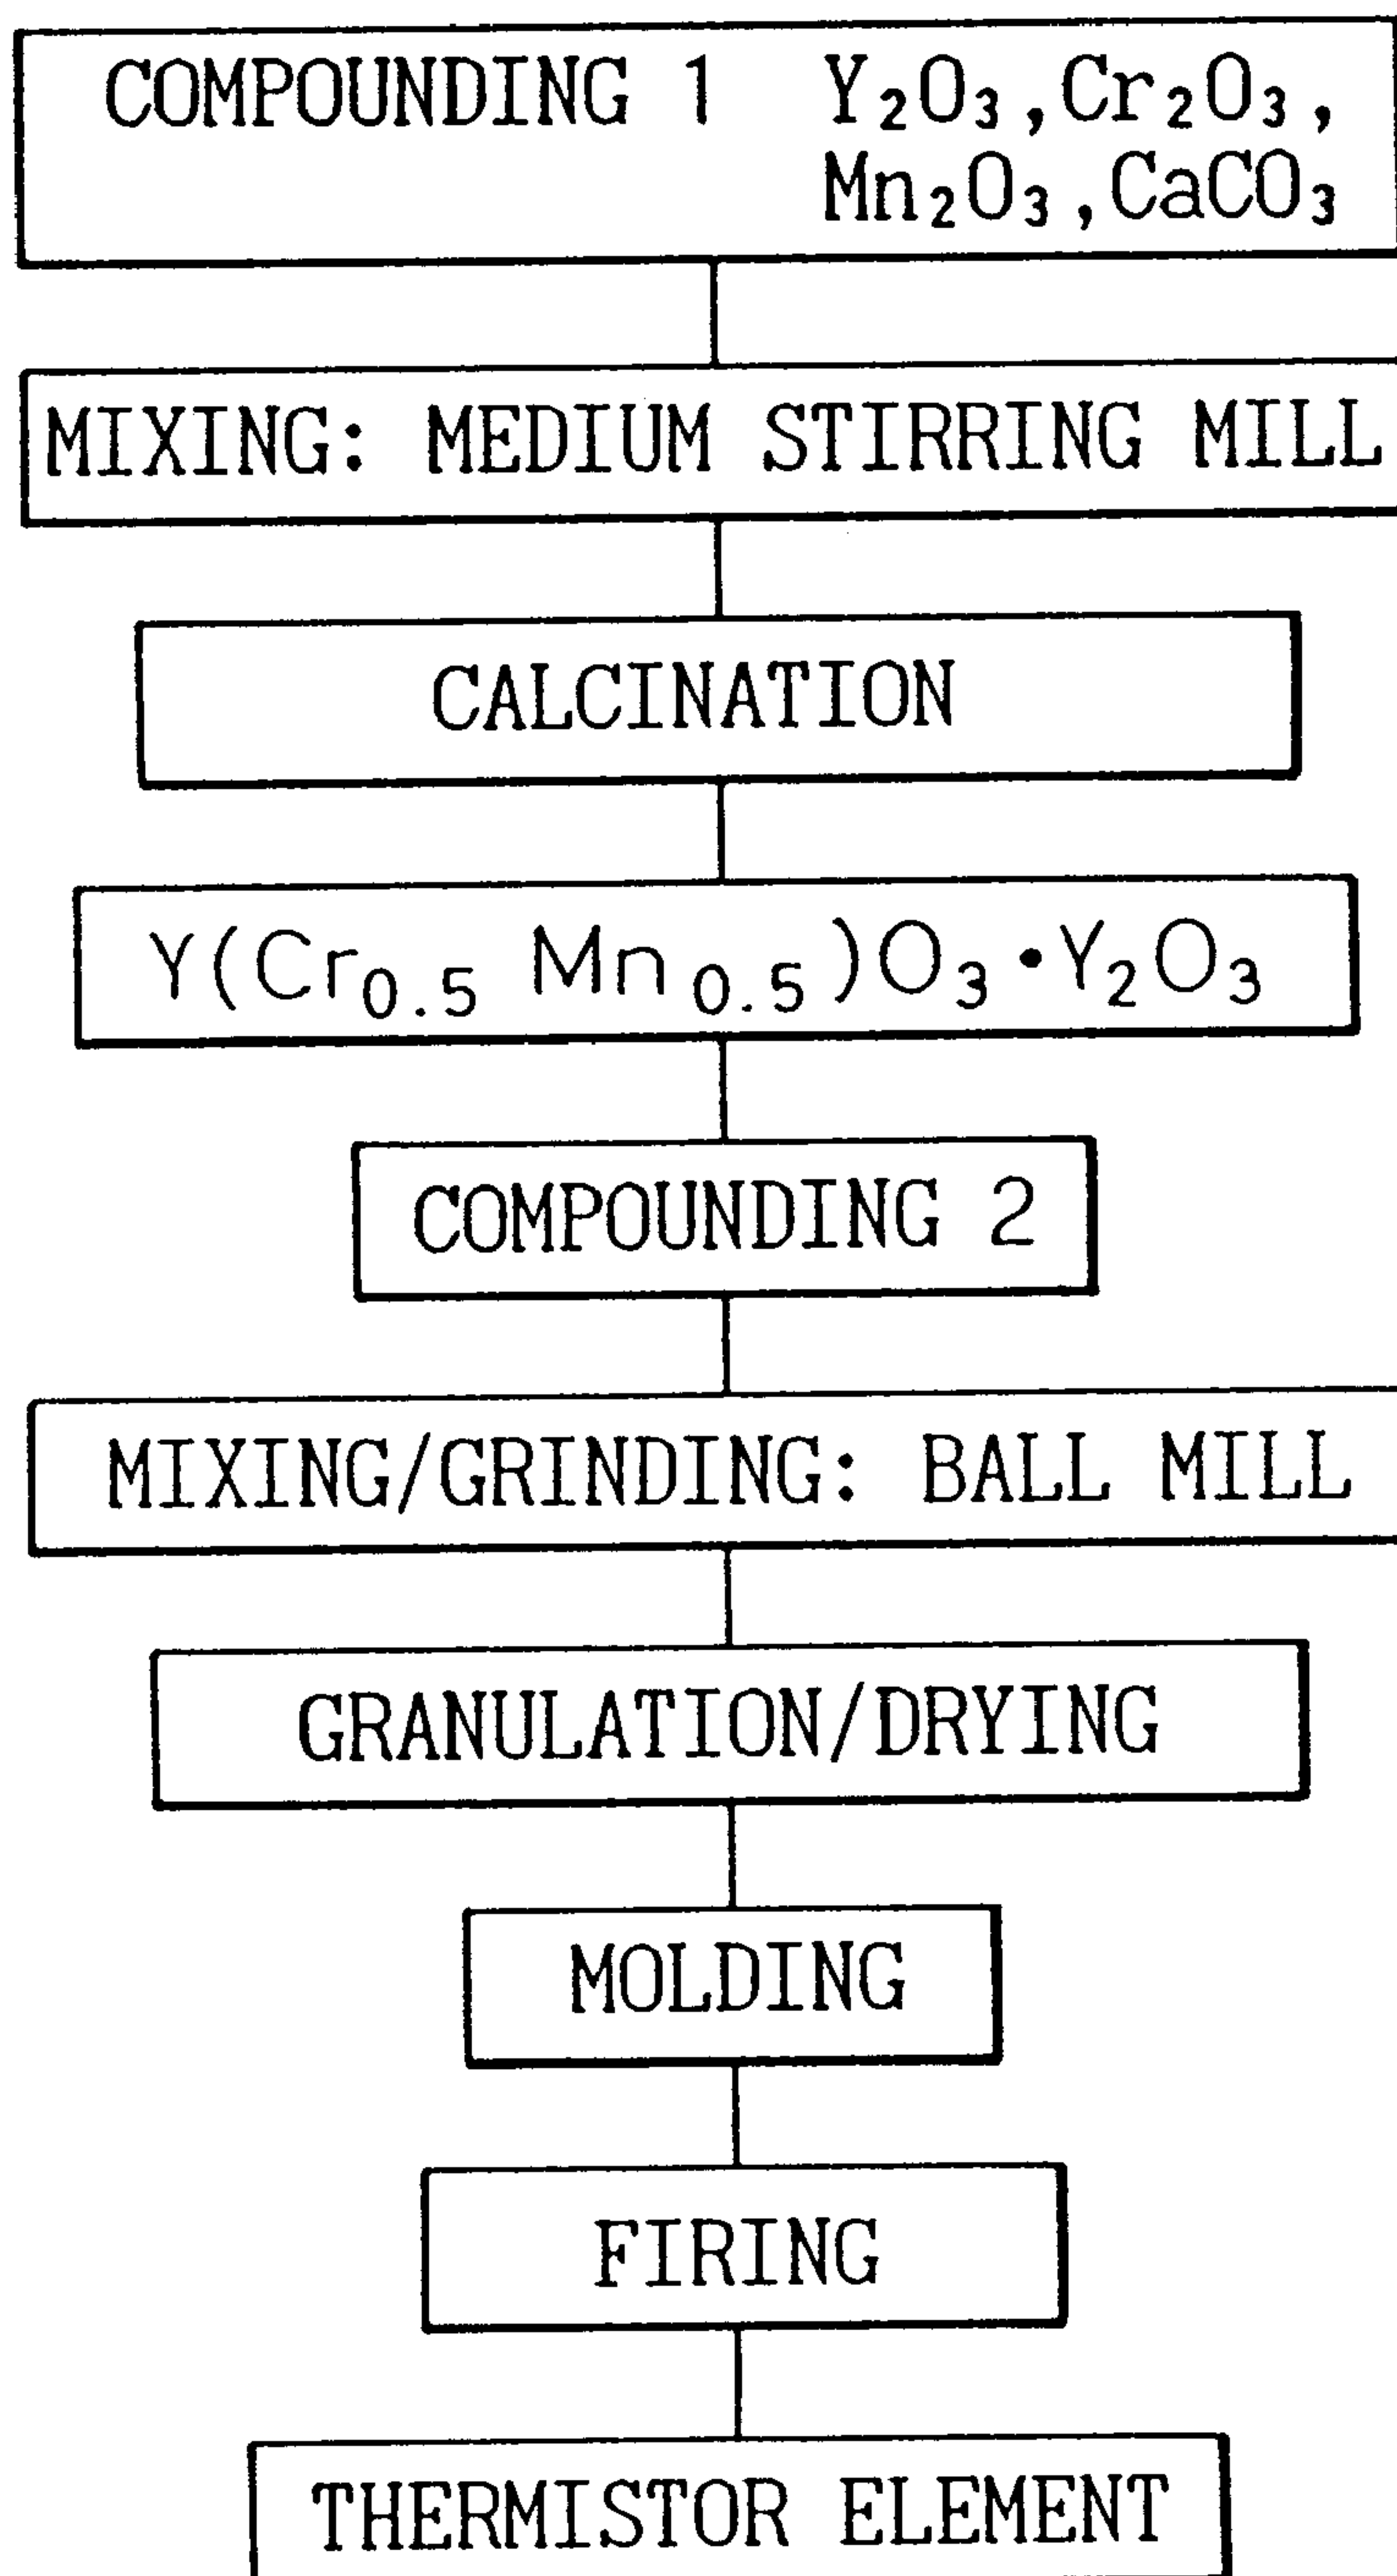 COMPOUNDING 1 Y₂O₃,Cr₂O₃,
Mn₂O₃,CaCO₃
MIXING: MEDIUM STIRRING MILL
CALCINATION
Y(Cr₀.₅ Mn₀.₅)O₃・Y₂O₃
COMPOUNDING 2
MIXING/GRINDING: BALL MILL
GRANULATION/DRYING
MOLDING
FIRING
THERMISTOR ELEMENT